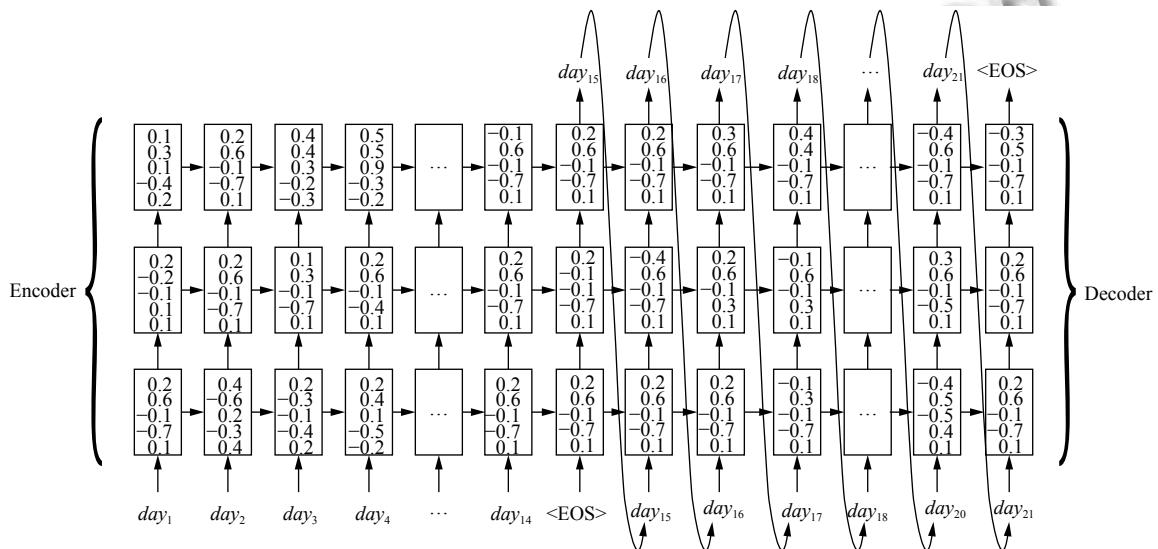 day₁₅ day₁₆ day₁₇ day₁₈ … day₂₁ <EOS>
0.1 0.2 0.4 0.5 −0.1 0.2 0.2 0.3 0.4 −0.4 −0.3
0.3 0.6 0.4 0.5 0.6 0.6 0.6 0.6 0.4 0.6 −0.5
0.1 −0.1 0.3 0.9 … −0.1 −0.1 −0.1 −0.1 −0.1 … −0.1 −0.1
−0.4 −0.7 −0.2 −0.3 −0.7 −0.7 −0.7 −0.7 −0.7 −0.7 −0.7
0.2 0.1 −0.3 −0.2 0.1 0.1 0.1 0.1 0.1 0.1 0.1
0.2 0.2 0.1 0.2 0.2 0.2 −0.4 0.2 −0.1 0.3 0.2
−0.2 0.6 0.3 0.6 0.6 −0.1 0.6 0.6 0.6 0.6 0.6
Encoder −0.1 −0.1 −0.1 −0.1 … −0.1 −0.1 −0.1 −0.1 −0.1 … −0.1 −0.1 Decoder
0.1 −0.7 −0.7 −0.4 −0.7 −0.7 −0.7 0.3 0.3 −0.5 −0.7
0.1 0.1 0.1 0.1 0.1 0.1 0.1 0.1 0.1 0.1 0.1
0.2 0.4 0.2 0.2 0.2 0.2 0.2 0.2 −0.1 −0.4 0.2
0.6 −0.6 −0.3 0.4 0.6 0.6 0.6 0.6 0.3 0.5 0.6
−0.1 0.2 −0.1 0.1 … −0.1 −0.1 −0.1 −0.1 −0.1 … −0.5 −0.1
−0.7 −0.3 −0.4 −0.5 −0.7 −0.7 −0.7 −0.7 −0.7 0.4 −0.7
0.1 0.4 0.2 −0.2 0.1 0.1 0.1 0.1 0.1 0.1 0.1
day₁ day₂ day₃ day₄ … day₁₄ <EOS> day₁₅ day₁₆ day₁₇ day₁₈ day₂₀ day₂₁